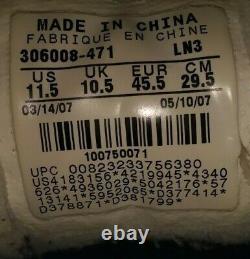 MADE IN CHINA
FABRIQUE EN CHINE
306008-471 LN3
US UK EUR CM
11.5 10.5 45.5 29.5
03/14/07 05/10/07
100750071
UPC 00823233756380
US4183156*4219945*4340
626*4936029*5042176*57
13141*5952065*D377414*
D378871*D381799*